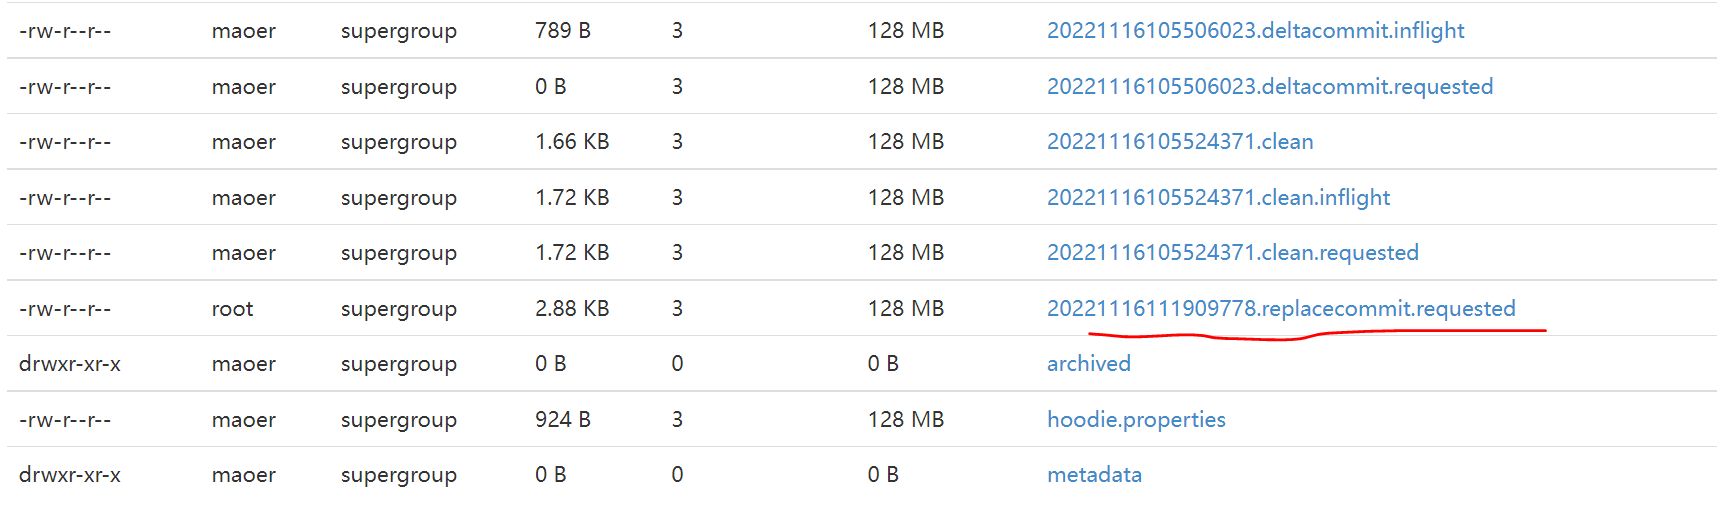 -rw-r--r-- maoer supergroup 789 B 3 128 MB 20221116105506023.deltacommit.inflight
-rw-r--r-- maoer supergroup 0 B 3 128 MB 20221116105506023.deltacommit.requested
-rw-r--r-- maoer supergroup 1.66 KB 3 128 MB 20221116105524371.clean
-rw-r--r-- maoer supergroup 1.72 KB 3 128 MB 20221116105524371.clean.inflight
-rw-r--r-- maoer supergroup 1.72 KB 3 128 MB 20221116105524371.clean.requested
-rw-r--r-- root supergroup 2.88 KB 3 128 MB 20221116111909778.replacecommit.requested
drwxr-xr-x maoer supergroup 0 B 0 0 B archived
-rw-r--r-- maoer supergroup 924 B 3 128 MB hoodie.properties
drwxr-xr-x maoer supergroup 0 B 0 0 B metadata